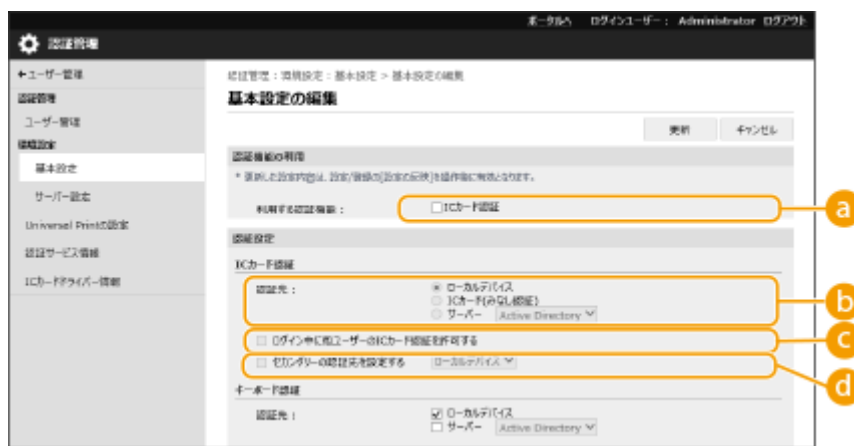 ポータルへ ログインユーザー： Administrator ログアウト
認証管理
ユーザー管理
認証管理
ユーザー管理
環境設定
基本設定
サーバー設定
Universal Printの設定
認証サービス情報
ICカードドライバー情報
認証管理：環境設定：基本設定 > 基本設定の編集
基本設定の編集
更新 キャンセル
認証機能の利用
* 更新した設定内容は、設定/登録の[設定の反映]を操作後に有効となります。
利用する認証機能： ICカード認証
a
認証設定
ICカード認証
認証先： ローカルデバイス
ICカード(みなし認証)
サーバー Active Directory
b
ログイン中に他ユーザーのICカード認証を許可する
c
セカンダリーの認証先を設定する ローカルデバイス
d
キーボード認証
認証先： ローカルデバイス
サーバー Active Directory